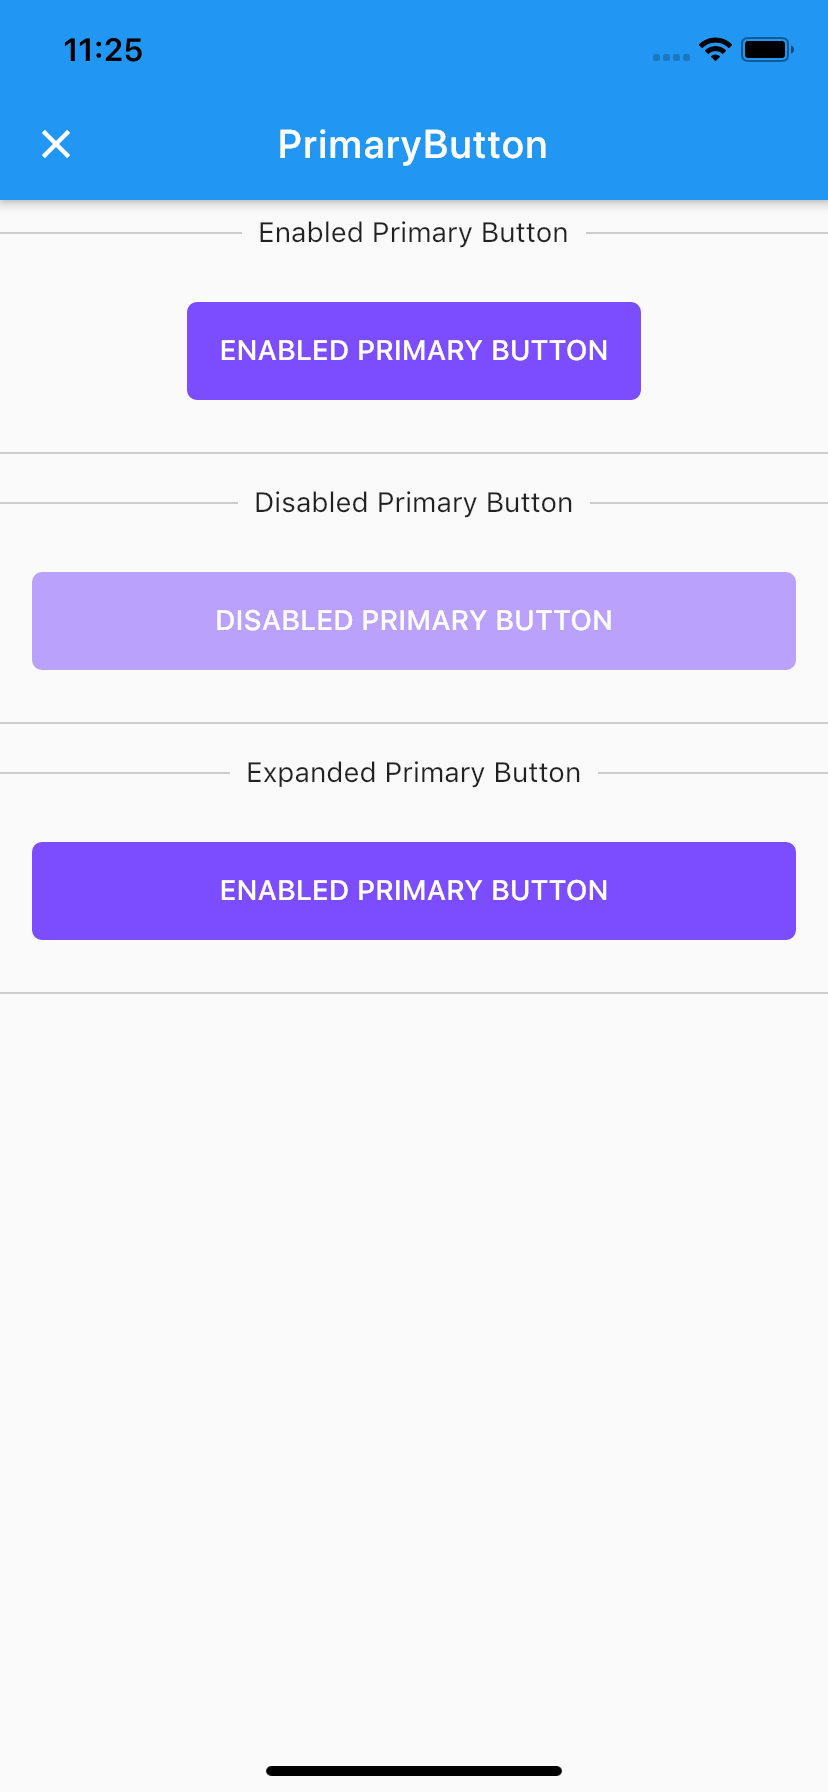 11:25
PrimaryButton
Enabled Primary Button
ENABLED PRIMARY BUTTON
Disabled Primary Button
DISABLED PRIMARY BUTTON
Expanded Primary Button
ENABLED PRIMARY BUTTON